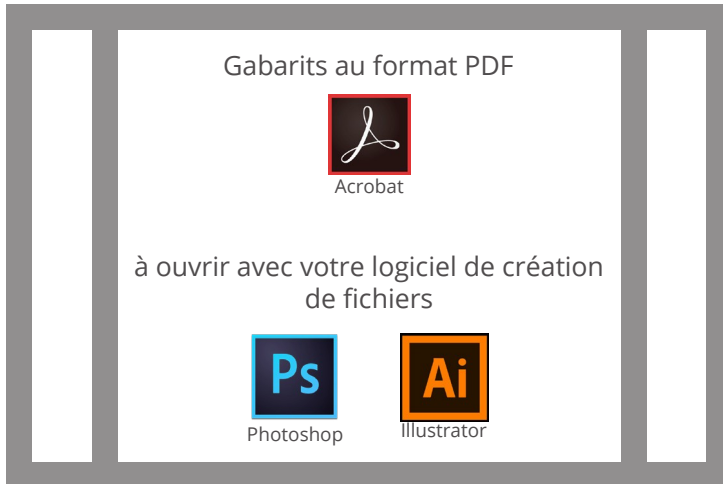 Gabarits au format PDF
Acrobat
à ouvrir avec votre logiciel de création
de fichiers
Ps
Ai
Photoshop
Illustrator